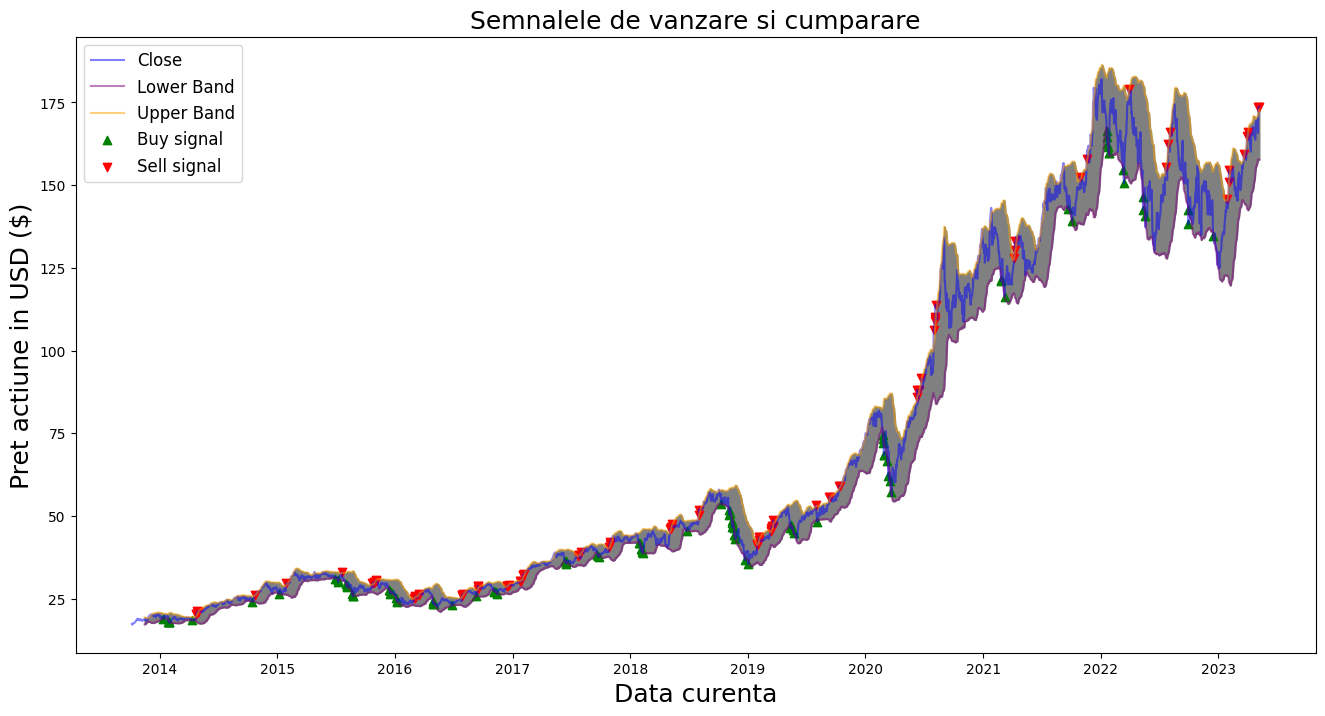 Semnalele de vanzare si cumparare
Close
Lower Band
Upper Band
Buy signal
Sell signal
Pret actiune in USD ($)
175
150
125
100
75
50
25
2014 2015 2016 2017 2018 2019 2020 2021 2022 2023
Data curenta